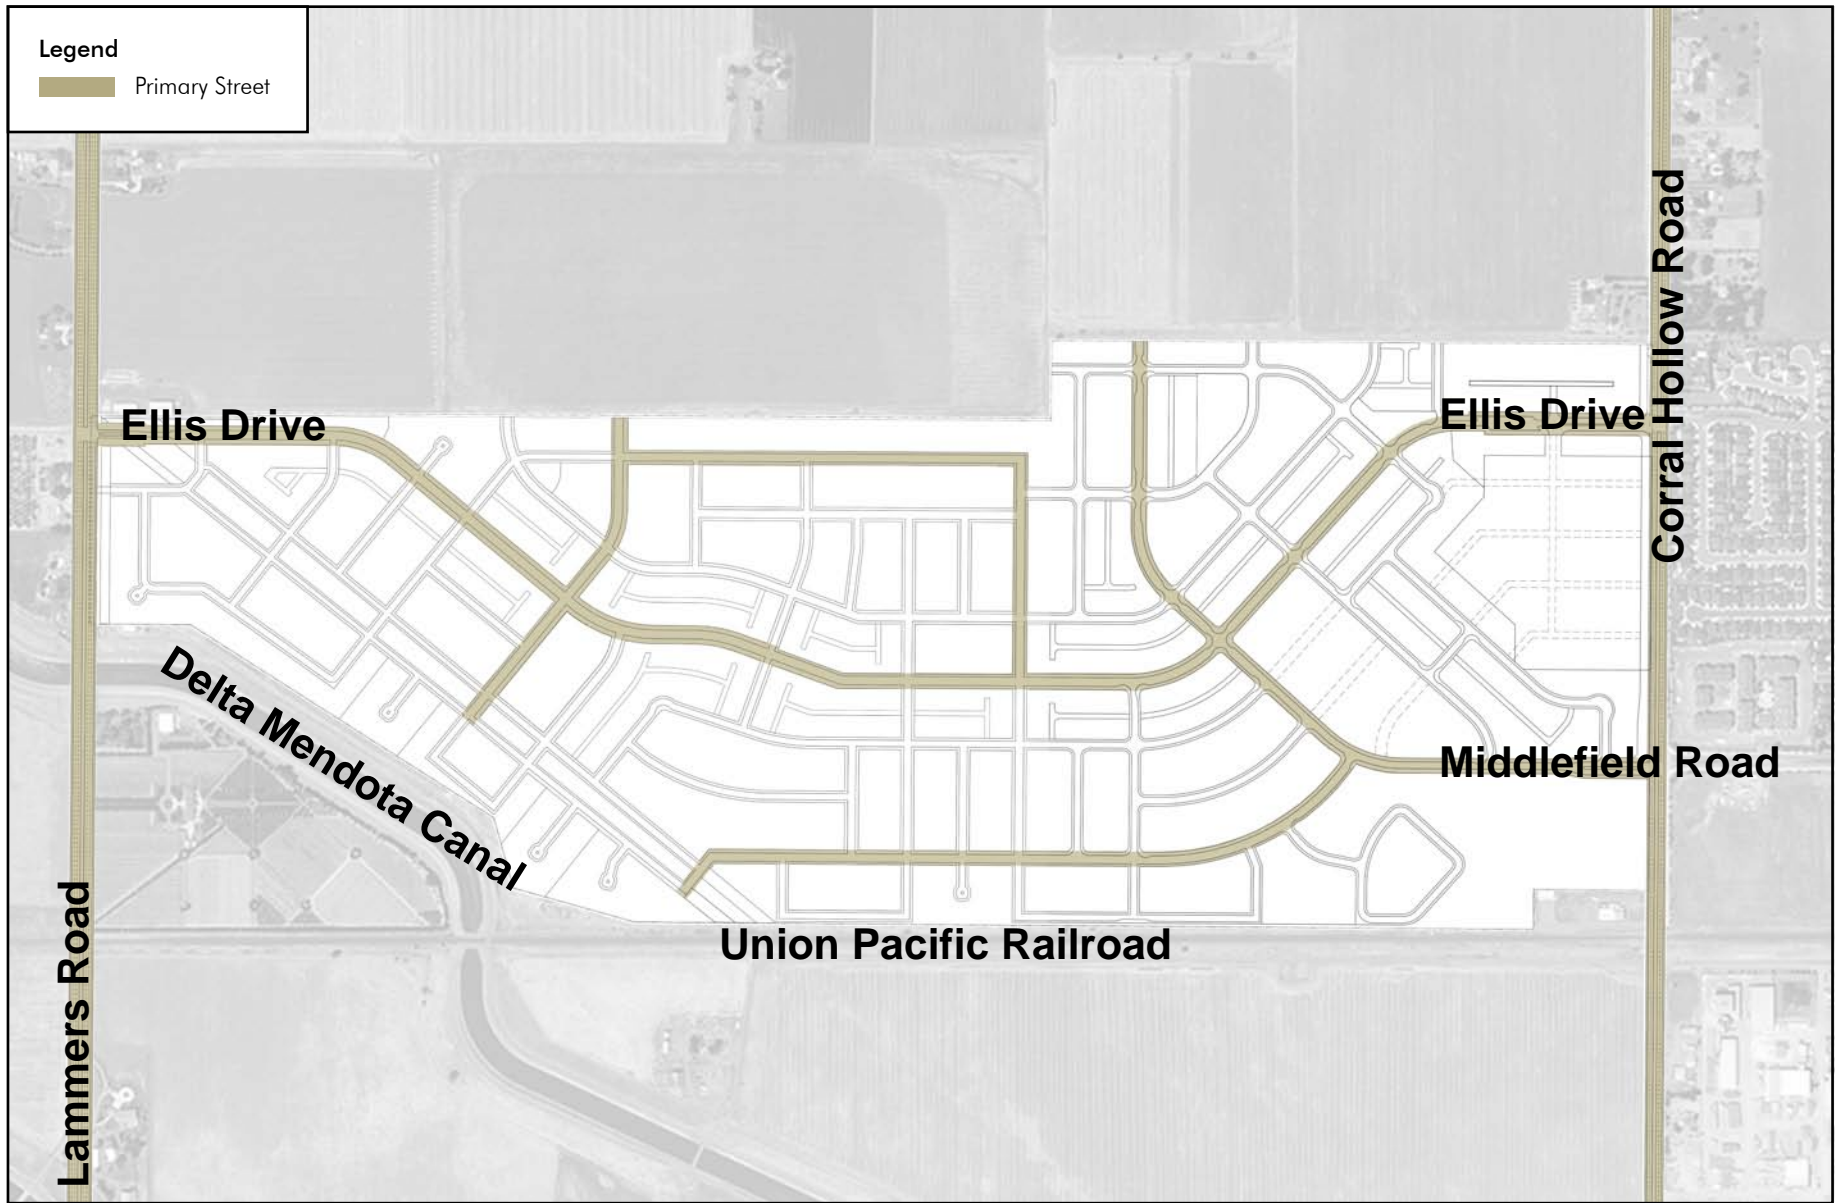 Legend
Primary Street
Corral Hollow Road
Ellis Drive
Ellis Drive
Delta Mendota Canal
Middlefield Road
Lammers Road
Union Pacific Railroad